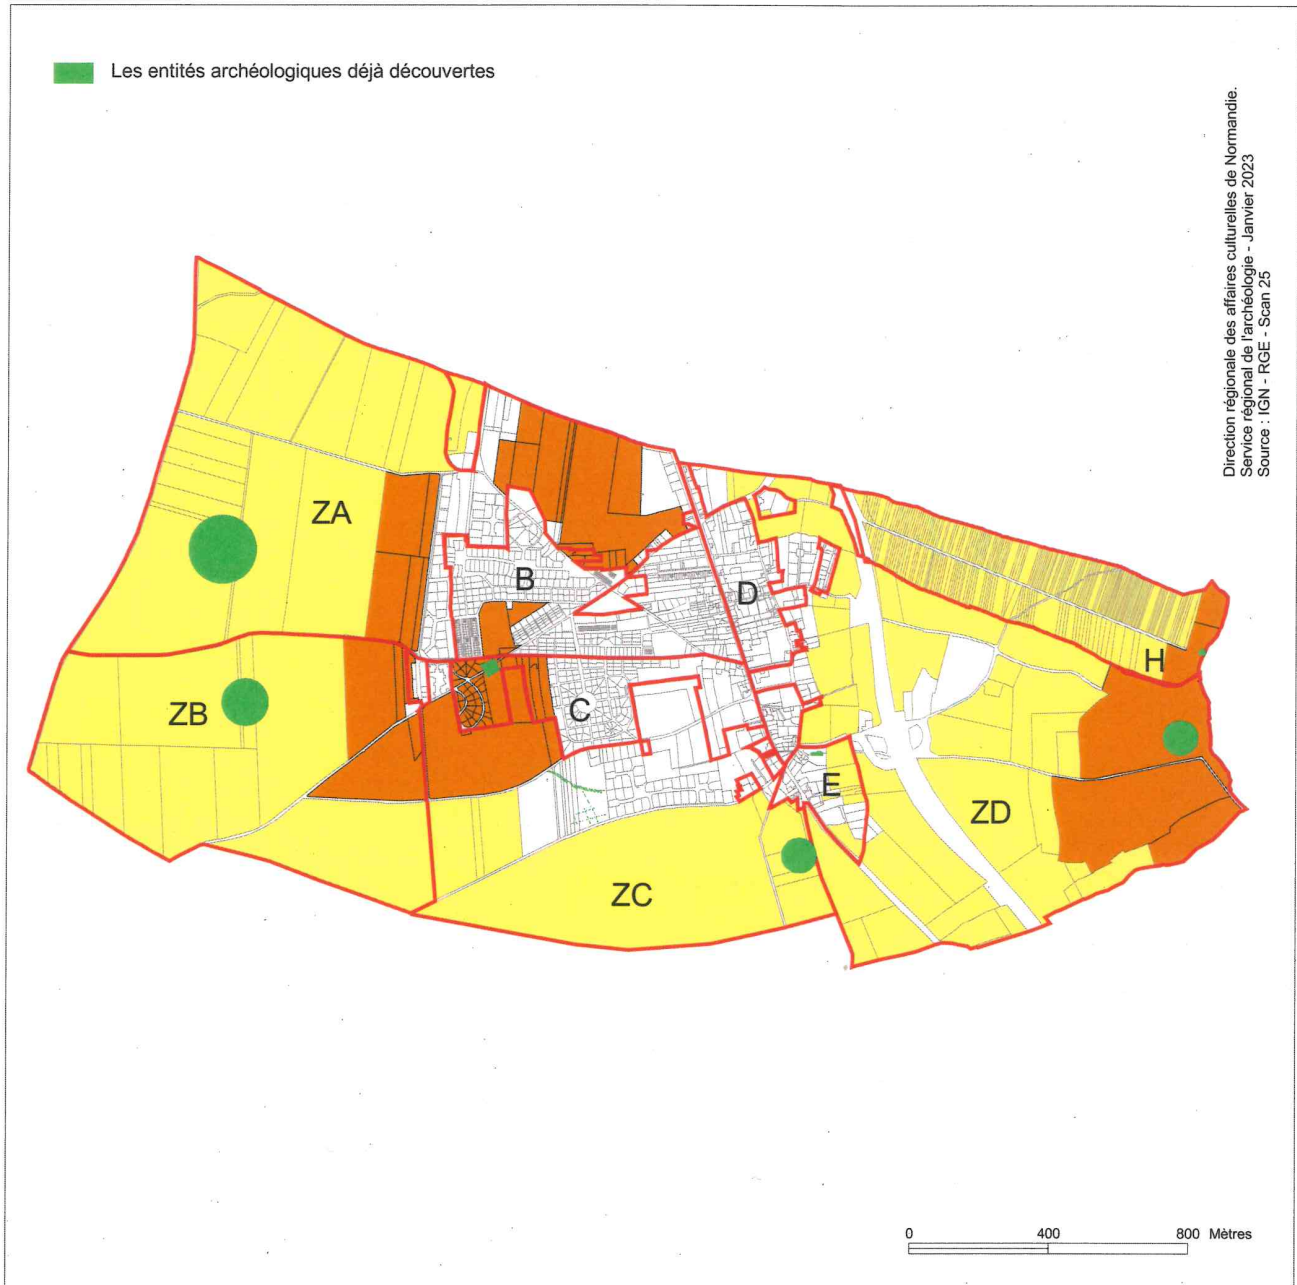 Les entités archéologiques déjà découvertes
Direction régionale des affaires culturelles de Normandie.
Service régional de l'archéologie - Janvier 2023
Source : IGN - RGE - Scan 25
ZA
B
D
H
ZB
C
E
ZD
ZC
0 400 800 Mètres